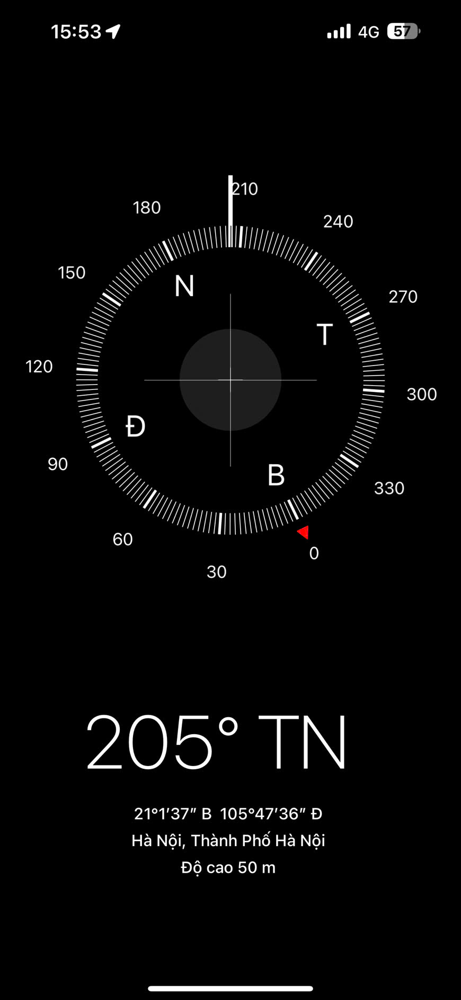 15:53 4G 57
210
180
240
150
N
270
T
120
300
Đ
90
B
330
60
0
30
205° TN
21°1′37″ B 105°47′36″ Đ
Hà Nội, Thành Phố Hà Nội
Độ cao 50 m